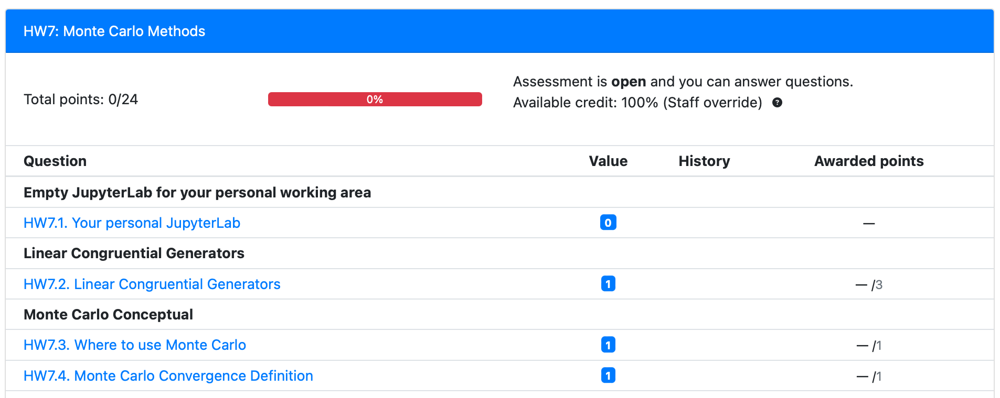 HW7: Monte Carlo Methods
Total points: 0/24
0%
Assessment is open and you can answer questions.
Available credit: 100% (Staff override) ?
Question Value History Awarded points
Empty JupyterLab for your personal working area
HW7.1. Your personal JupyterLab 0 —
Linear Congruential Generators
HW7.2. Linear Congruential Generators 1 — /3
Monte Carlo Conceptual
HW7.3. Where to use Monte Carlo 1 — /1
HW7.4. Monte Carlo Convergence Definition 1 — /1